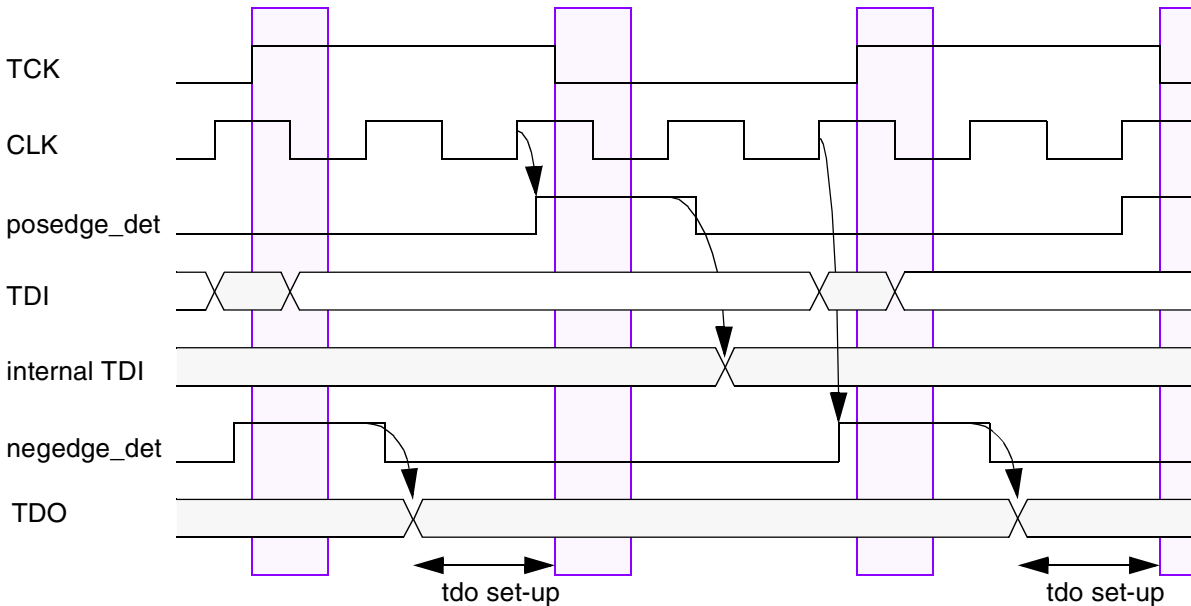 TCK
CLK
posedge_det
TDI
internal TDI
negedge_det
TDO
tdo set-up
tdo set-up